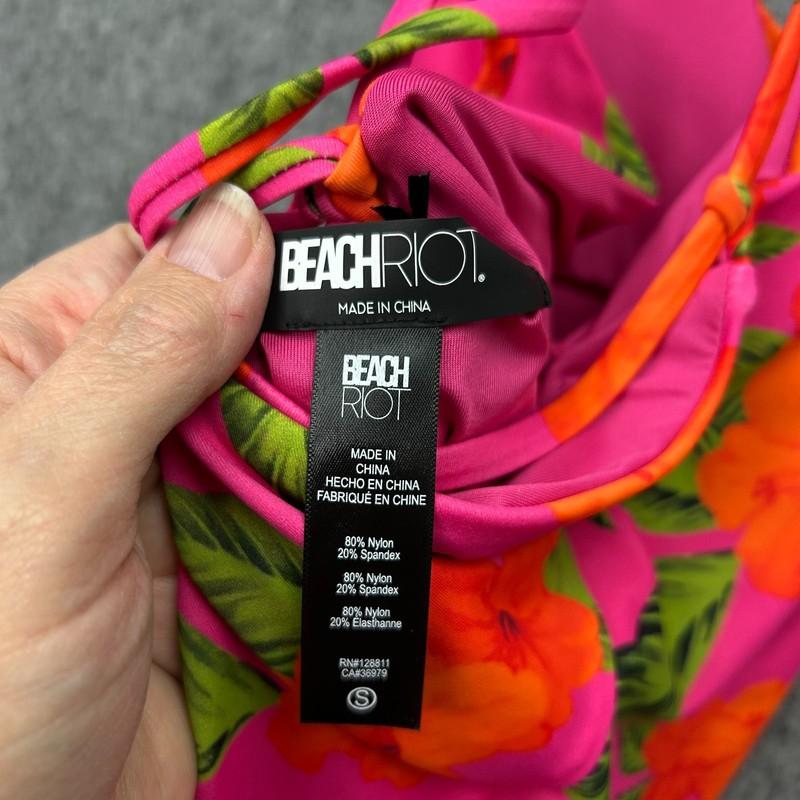 BEACHRIOT®
MADE IN CHINA
BEACH
RIOT
MADE IN
CHINA
HECHO EN CHINA
FABRIQUÉ EN CHINE
80% Nylon
20% Spandex
80% Nylon
20% Spandex
80% Nylon
20% Elasthanne
RN#128811
CA#36979
S